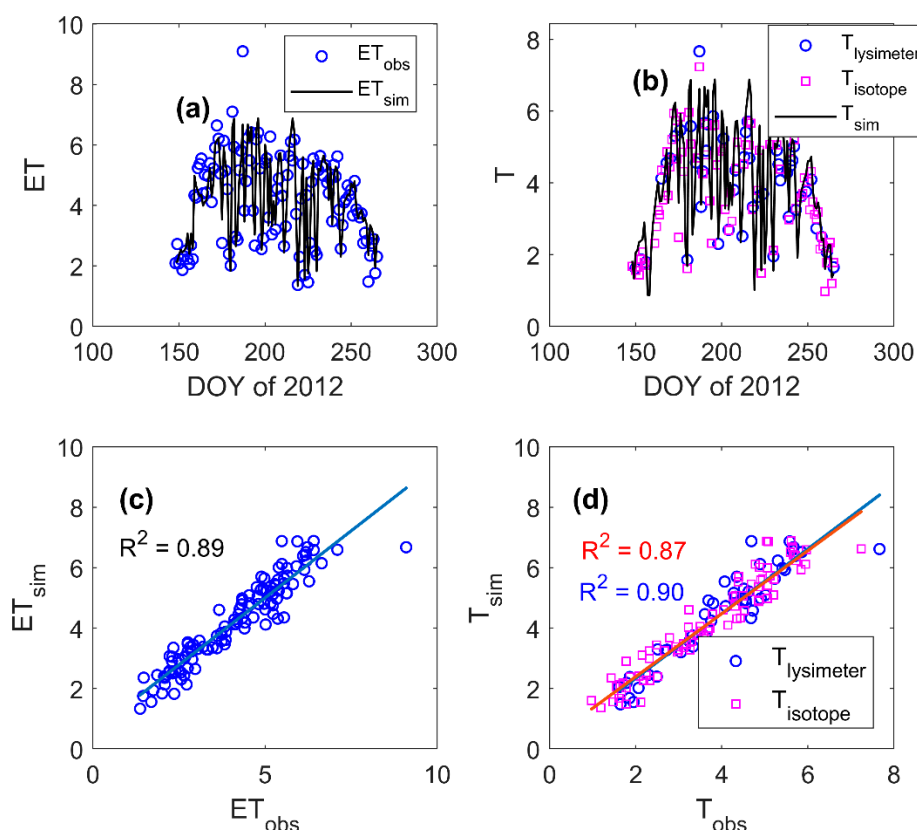 10
8
6
4
2
0
ET
(a)
ET_obs
ET_sim
100 150 200 250 300
DOY of 2012
8
6
4
2
0
T
(b)
T_lysimeter
T_isotope
T_sim
100 150 200 250 300
DOY of 2012
10
8
6
4
2
0
ET_sim
(c)
R² = 0.89
0 5 10
ET_obs
10
8
6
4
2
0
T_sim
(d)
R² = 0.87
R² = 0.90
T_lysimeter
T_isotope
0 2 4 6 8
T_obs